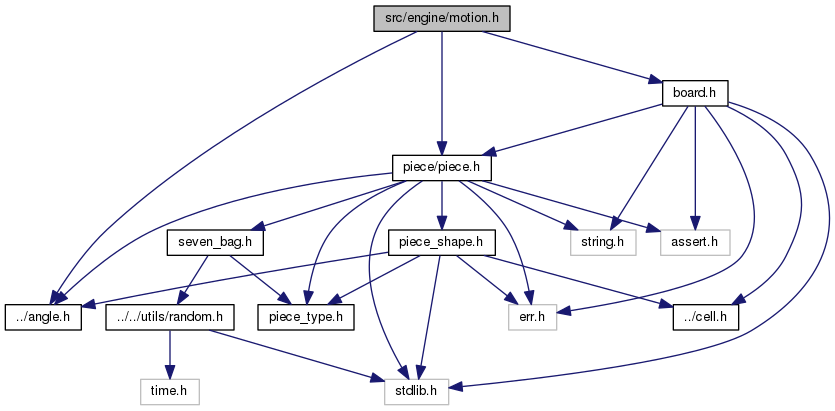 src/engine/motion.h
board.h
piece/piece.h
seven_bag.h
piece_shape.h
string.h
assert.h
../angle.h
../../utils/random.h
piece_type.h
err.h
../cell.h
time.h
stdlib.h